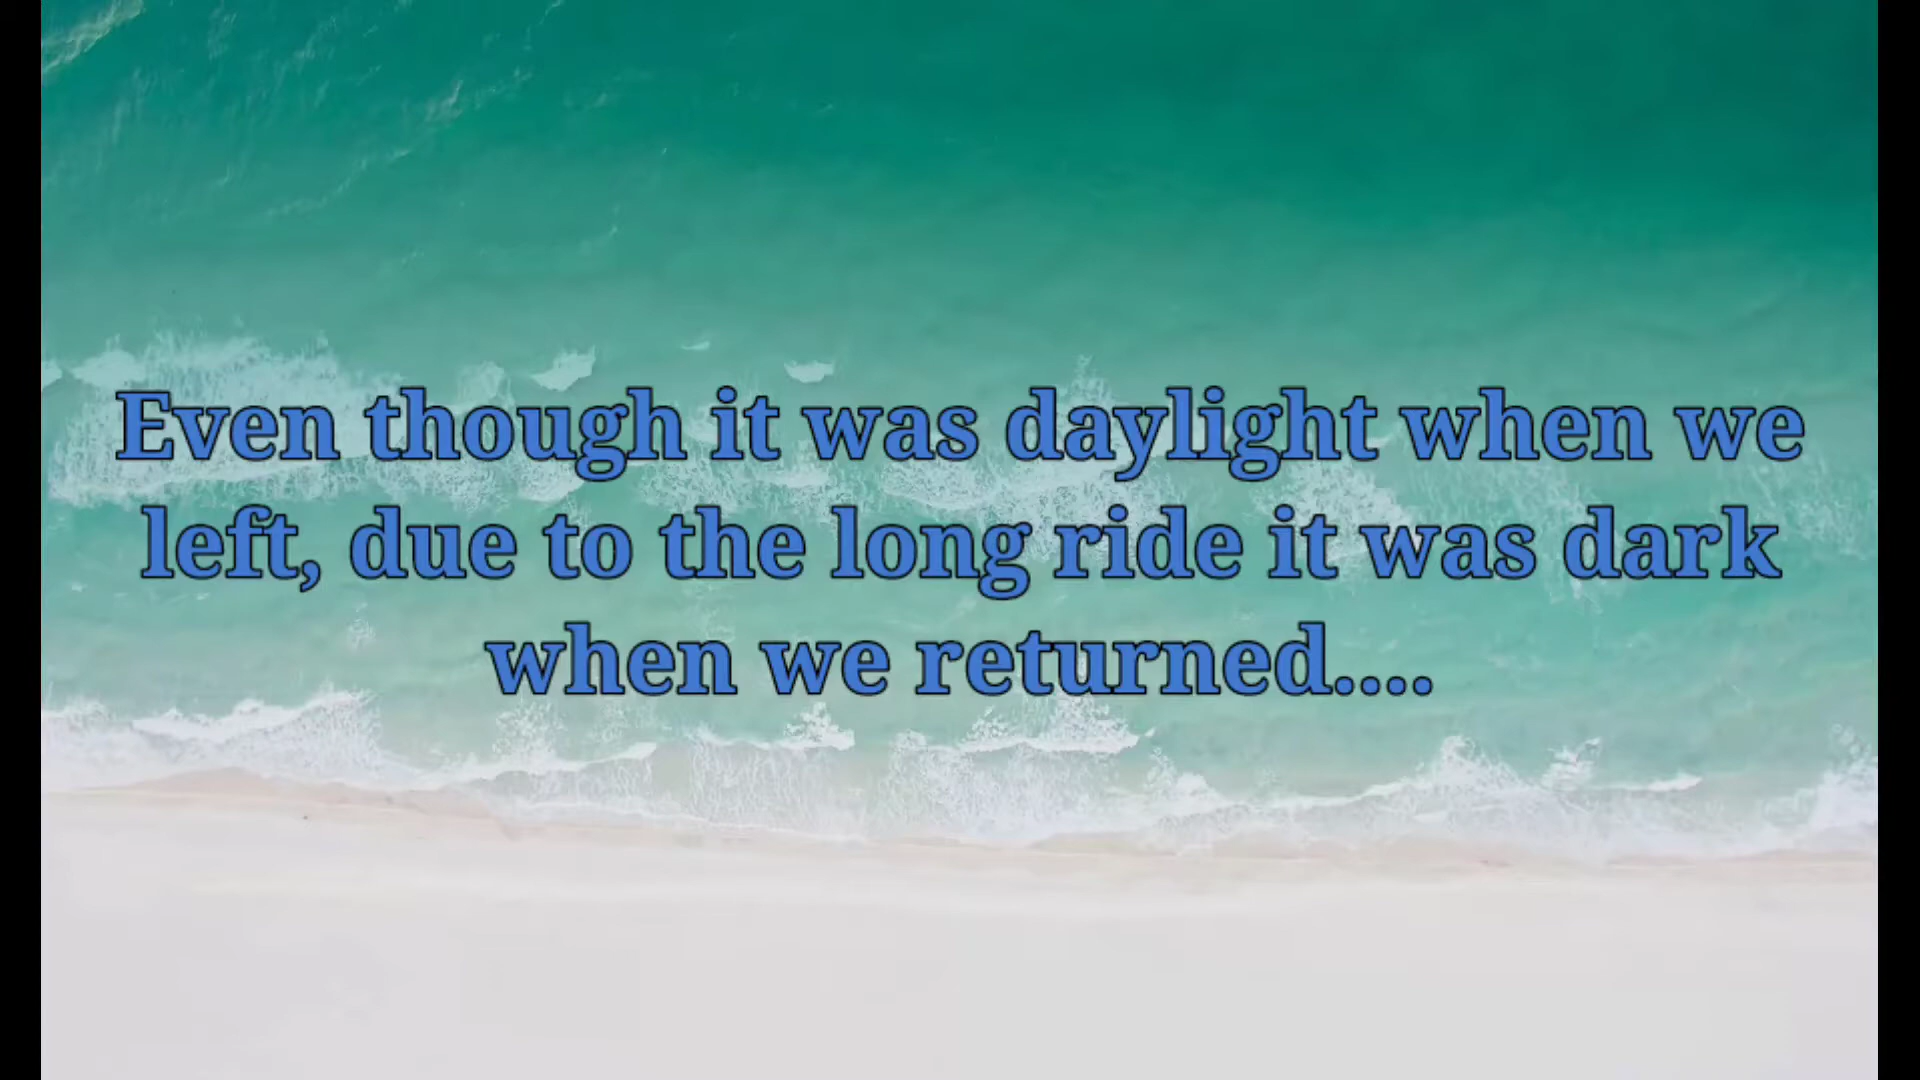 Even though it was daylight when we
left, due to the long ride it was dark
when we returned....